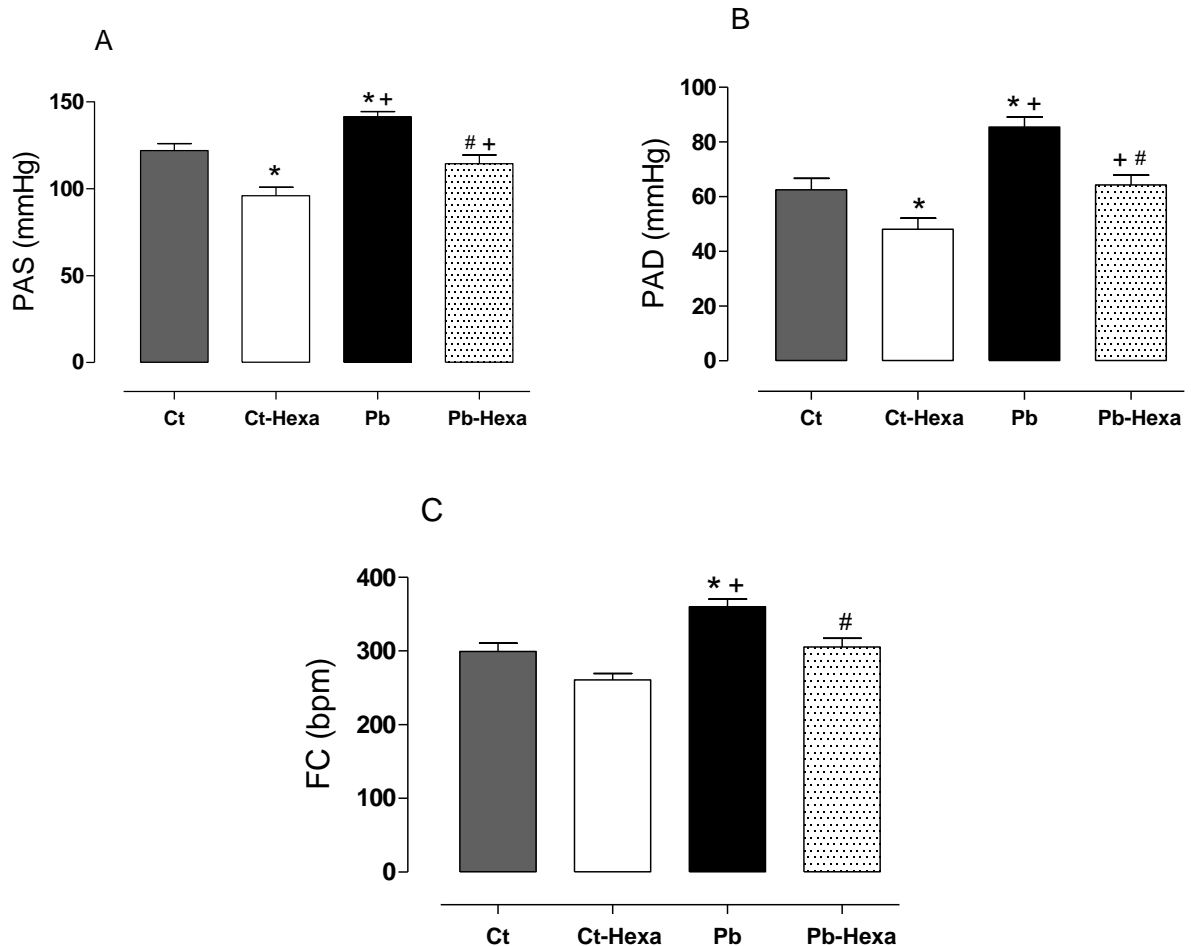 A
PAS (mmHg)
150
100
50
0
* 
* +
# +
Ct Ct-Hexa Pb Pb-Hexa
B
PAD (mmHg)
100
80
60
40
20
0
*
* +
+ #
Ct Ct-Hexa Pb Pb-Hexa
C
FC (bpm)
400
300
200
100
0
* +
#
Ct Ct-Hexa Pb Pb-Hexa